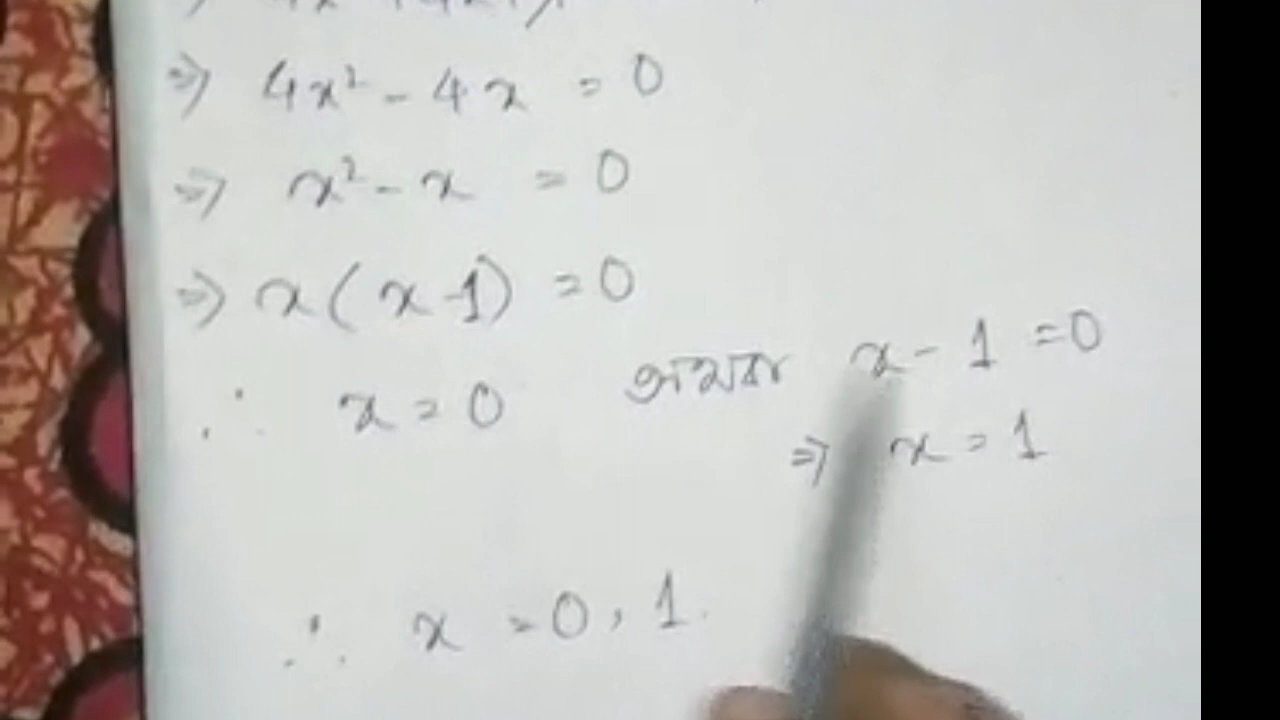 ⇒ 4x² - 4x = 0
⇒ x² - x = 0
⇒ x(x-1) = 0
∴ x = 0 অথবা x - 1 = 0
⇒ x = 1
∴ x = 0, 1.